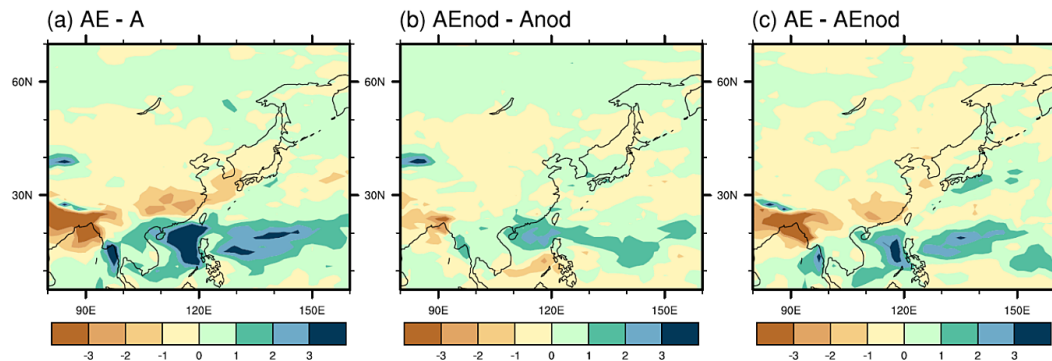 (a) AE - A (b) AEnod - Anod (c) AE - AEnod
60N 60N 60N
30N 30N 30N
90E 120E 150E 90E 120E 150E 90E 120E 150E
-3 -2 -1 0 1 2 3 -3 -2 -1 0 1 2 3 -3 -2 -1 0 1 2 3